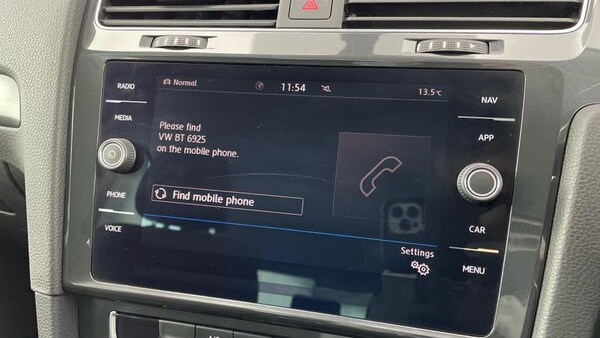 RADIO
MEDIA
PHONE
VOICE
Normal
11:54
13.5°C
Please find
VW BT 6925
on the mobile phone.
Find mobile phone
Settings
NAV
APP
CAR
MENU